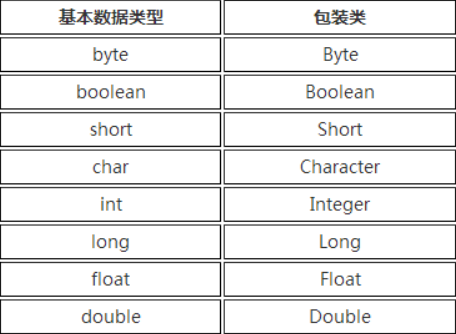 基本数据类型 包装类
byte Byte
boolean Boolean
short Short
char Character
int Integer
long Long
float Float
double Double